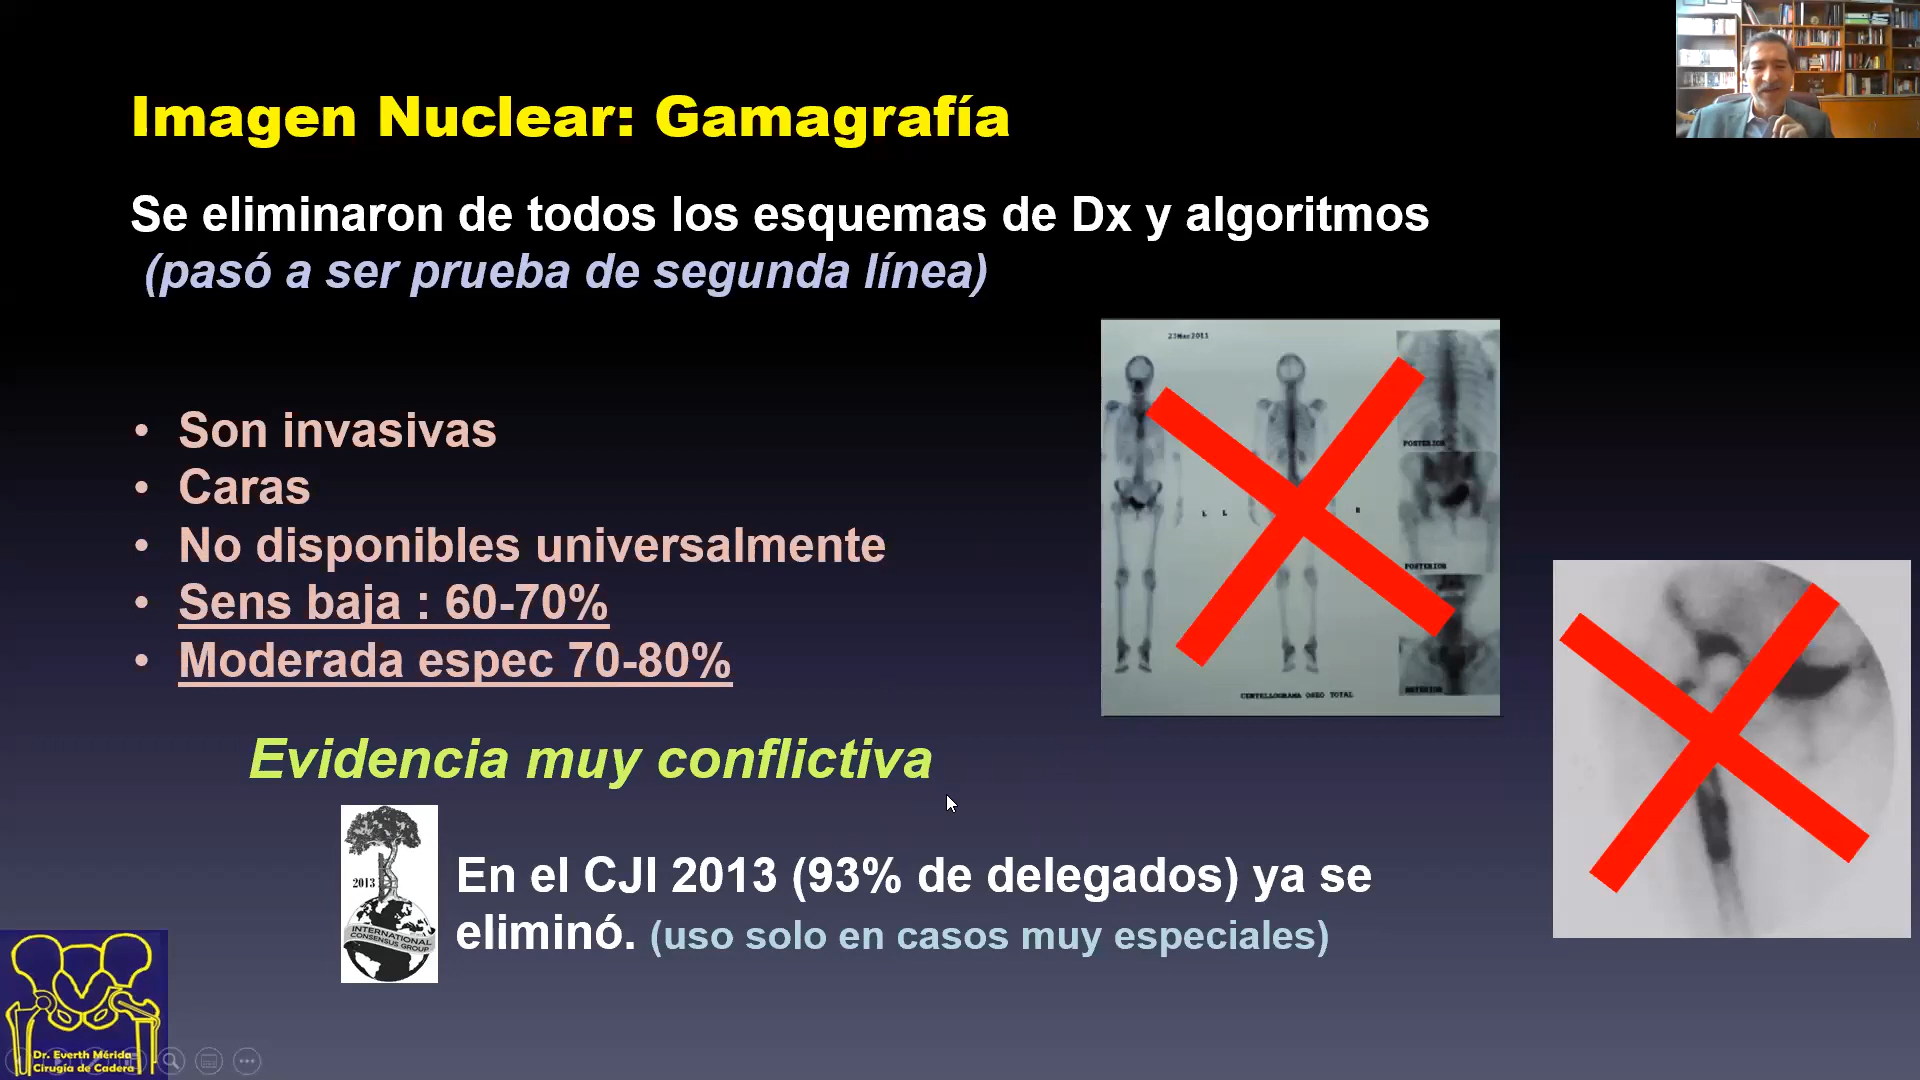 Imagen Nuclear: Gamagrafía
Se eliminaron de todos los esquemas de Dx y algoritmos
(pasó a ser prueba de segunda línea)
• Son invasivas
• Caras
• No disponibles universalmente
• Sens baja : 60-70%
• Moderada espec 70-80%
23Mar2011
POSTERIOR
L L R
POSTERIOR
ANTERIOR
CENTELLOGRAMA OSEO TOTAL
Evidencia muy conflictiva
2013
INTERNATIONAL
CONSENSUS GROUP
En el CJI 2013 (93% de delegados) ya se
eliminó. (uso solo en casos muy especiales)
Dr. Everth Mérida
Cirugía de Cadera